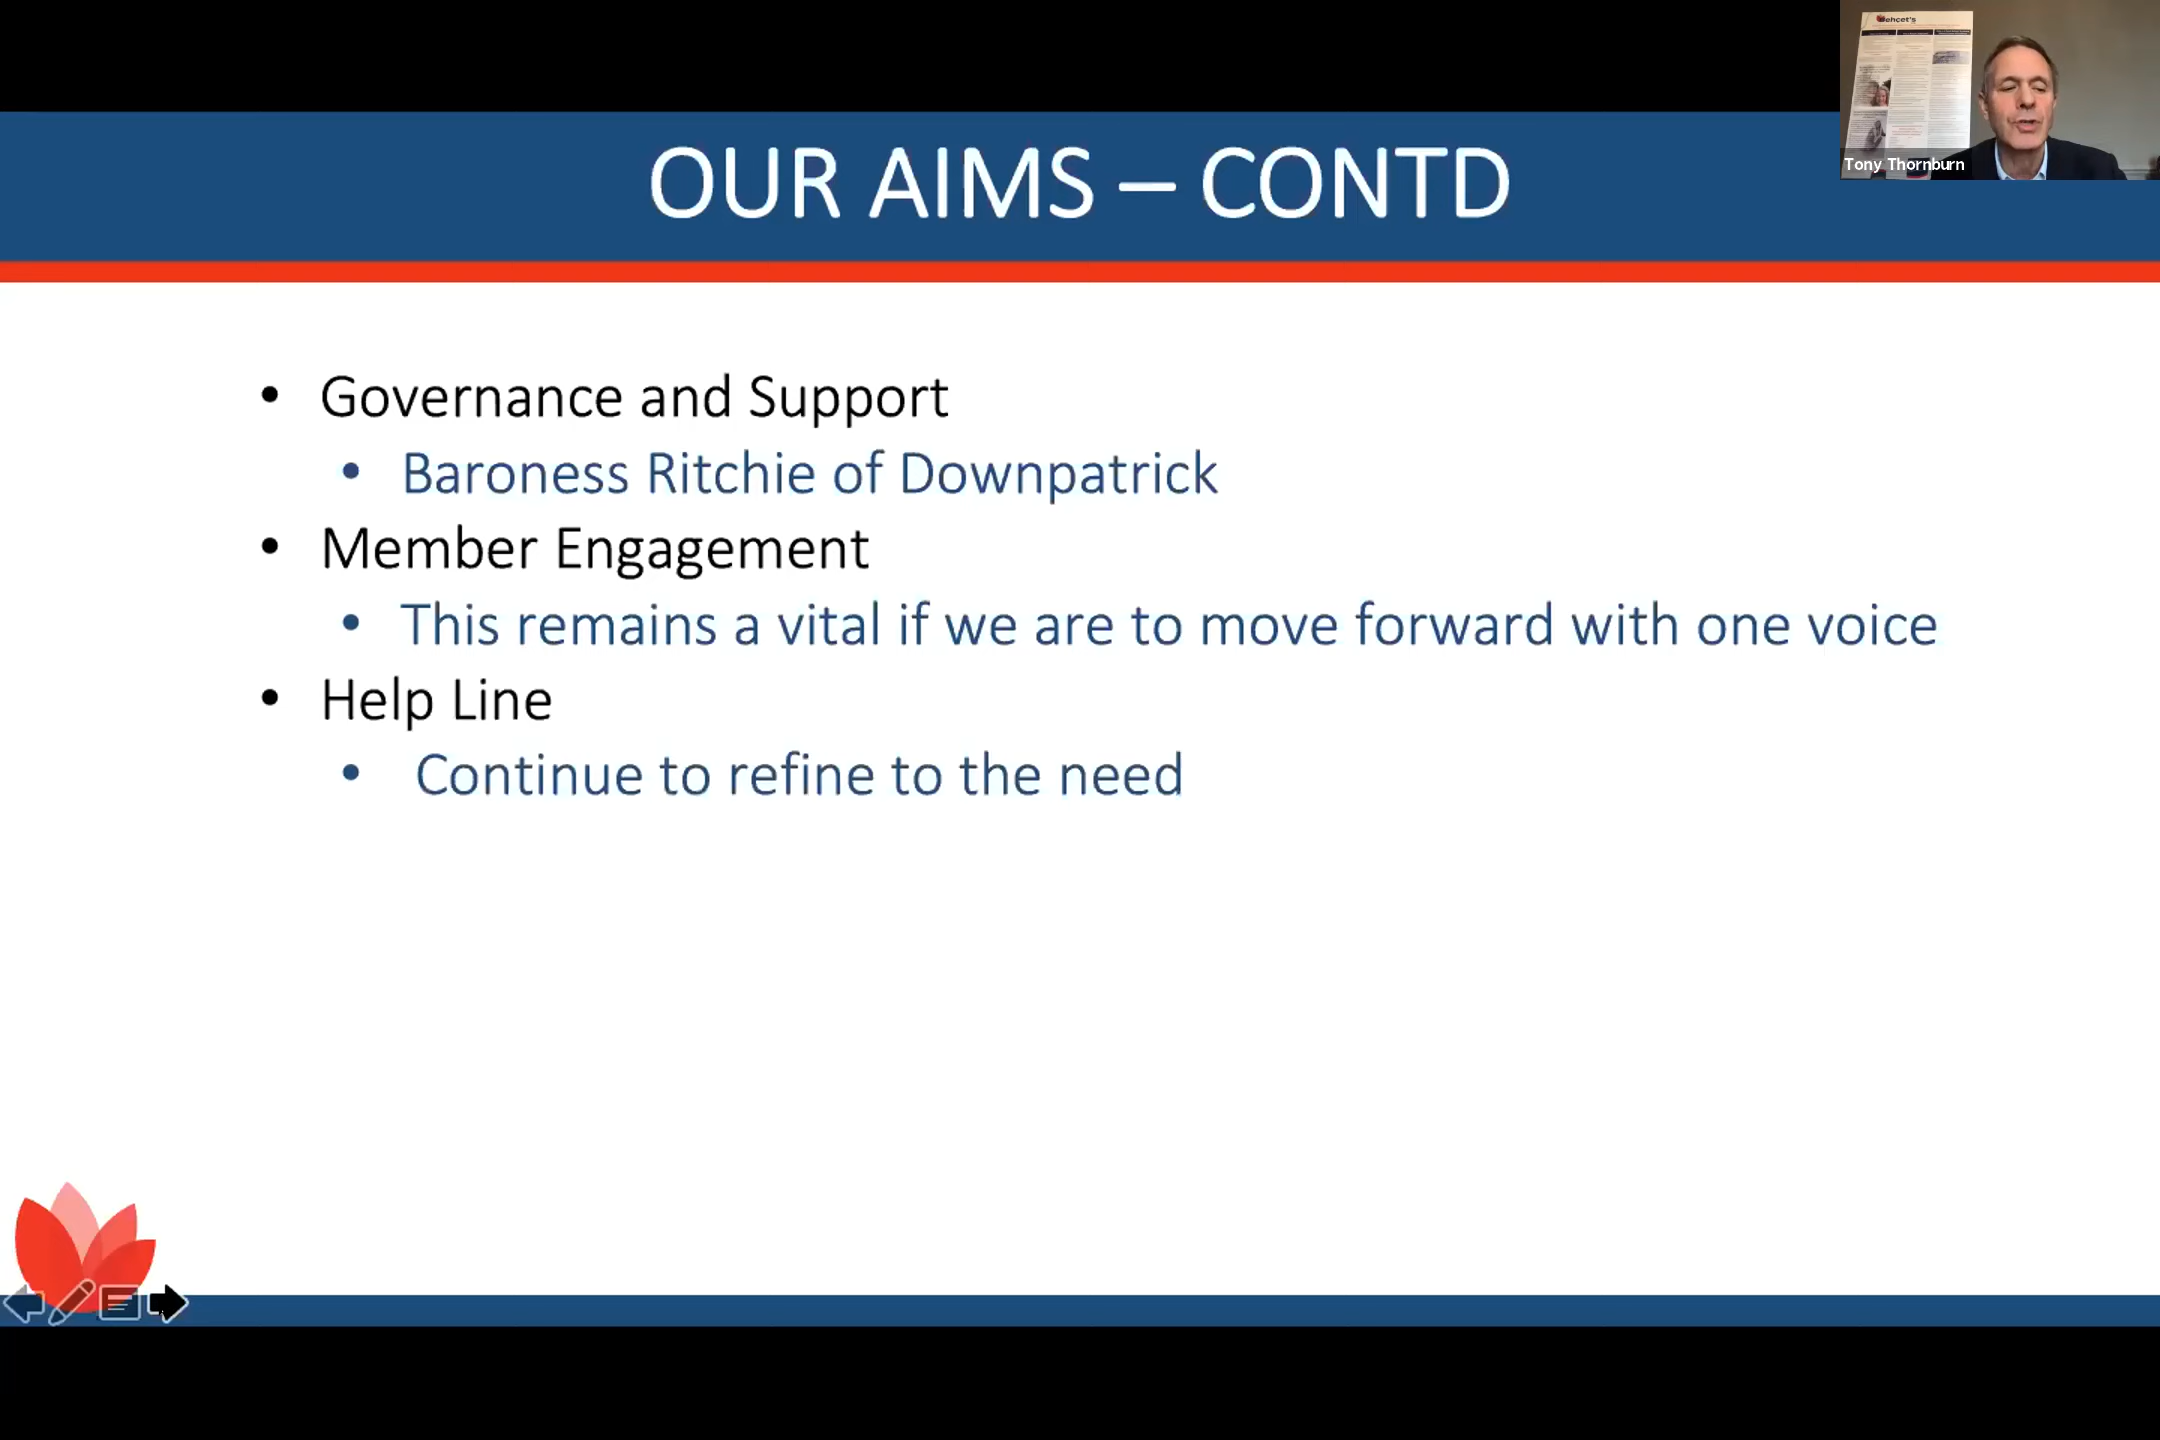 ehcet's
Tony Thornburn
OUR AIMS – CONTD
• Governance and Support
• Baroness Ritchie of Downpatrick
• Member Engagement
• This remains a vital if we are to move forward with one voice
• Help Line
• Continue to refine to the need